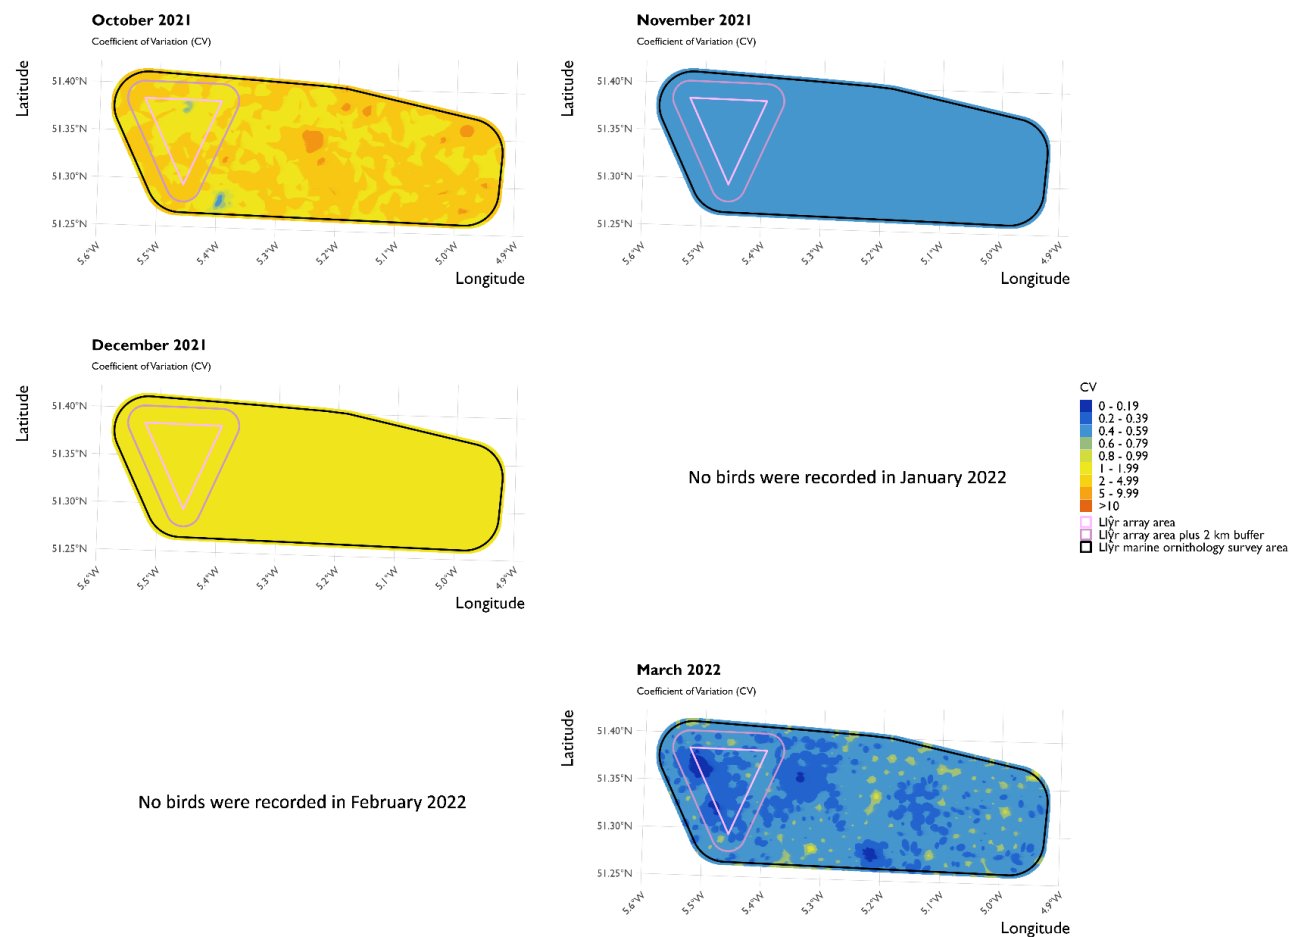 October 2021
Coefficient of Variation (CV)
Latitude
51.40°N
51.35°N
51.30°N
51.25°N
5.6°W
5.5°W
5.4°W
5.3°W
5.2°W
5.1°W
5.0°W
4.9°W
Longitude
November 2021
Coefficient of Variation (CV)
Latitude
51.40°N
51.35°N
51.30°N
51.25°N
5.6°W
5.5°W
5.4°W
5.3°W
5.2°W
5.1°W
5.0°W
4.9°W
Longitude
December 2021
Coefficient of Variation (CV)
Latitude
51.40°N
51.35°N
51.30°N
51.25°N
5.6°W
5.5°W
5.4°W
5.3°W
5.2°W
5.1°W
5.0°W
4.9°W
Longitude
No birds were recorded in January 2022
CV
0 - 0.19
0.2 - 0.39
0.4 - 0.59
0.6 - 0.79
0.8 - 0.99
1 - 1.99
2 - 4.99
5 - 9.99
>10
Llŷr array area
Llŷr array area plus 2 km buffer
Llŷr marine ornithology survey area
No birds were recorded in February 2022
March 2022
Coefficient of Variation (CV)
Latitude
51.40°N
51.35°N
51.30°N
51.25°N
5.6°W
5.5°W
5.4°W
5.3°W
5.2°W
5.1°W
5.0°W
4.9°W
Longitude